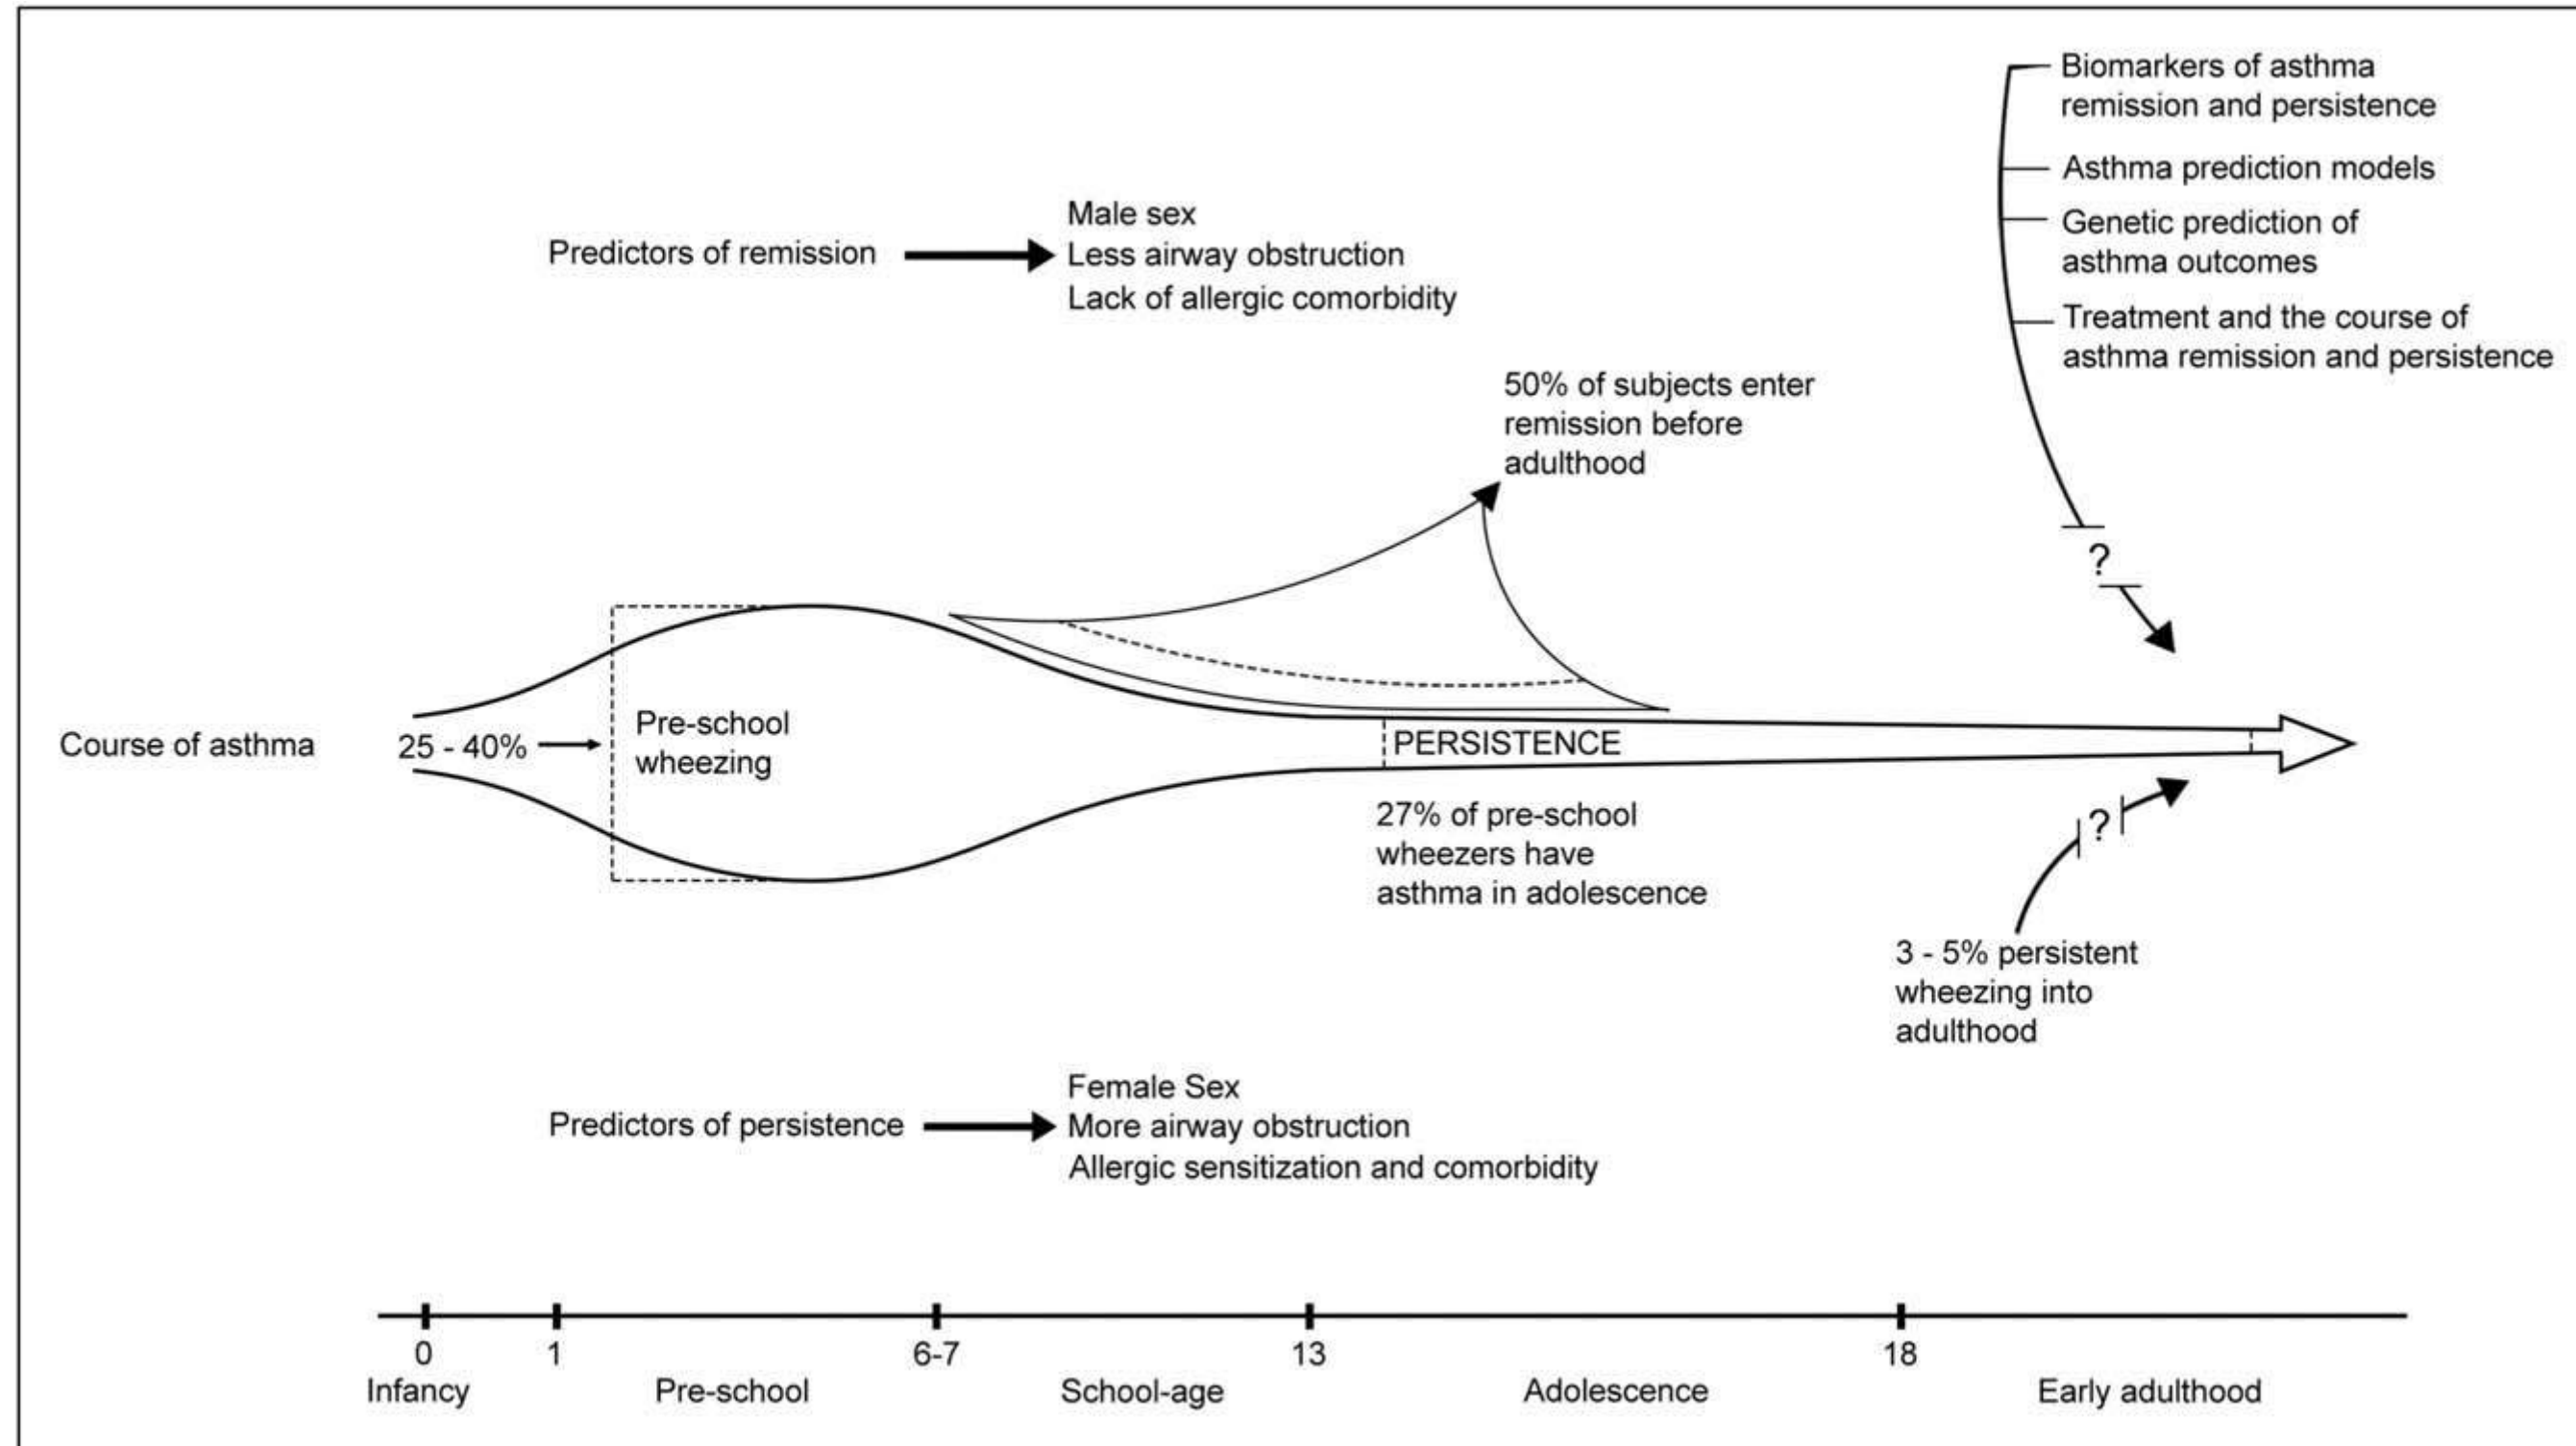 Biomarkers of asthma
remission and persistence
Asthma prediction models
Genetic prediction of
asthma outcomes
Treatment and the course of
asthma remission and persistence
Predictors of remission
Male sex
Less airway obstruction
Lack of allergic comorbidity
50% of subjects enter
remission before
adulthood
?
Course of asthma
25 - 40%
Pre-school
wheezing
PERSISTENCE
27% of pre-school
wheezers have
asthma in adolescence
?
3 - 5% persistent
wheezing into
adulthood
Predictors of persistence
Female Sex
More airway obstruction
Allergic sensitization and comorbidity
0 1 6-7 13 18
Infancy Pre-school School-age Adolescence Early adulthood